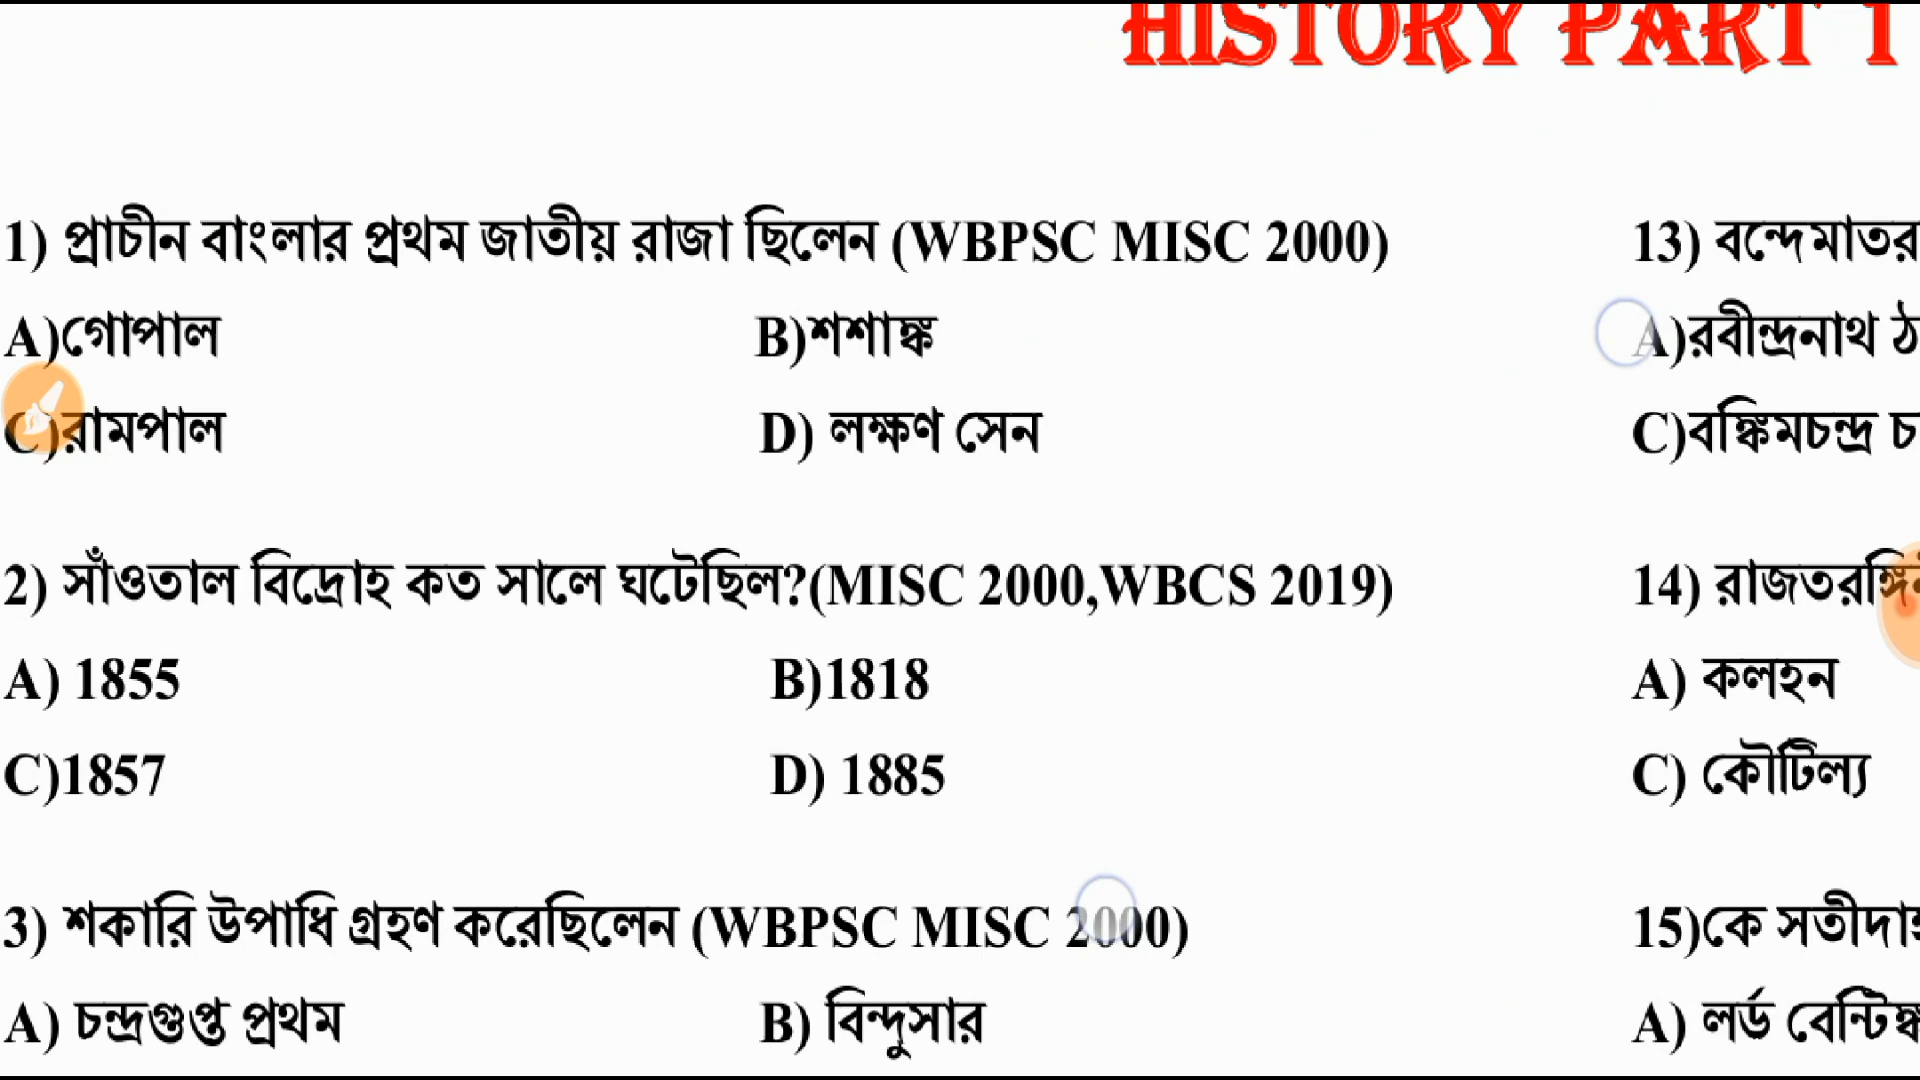 HISTORY PART 1
1) প্রাচীন বাংলার প্রথম জাতীয় রাজা ছিলেন (WBPSC MISC 2000)
A)গোপাল B)শশাঙ্ক
C)রামপাল D) লক্ষণ সেন
2) সাঁওতাল বিদ্রোহ কত সালে ঘটেছিল?(MISC 2000,WBCS 2019)
A) 1855 B)1818
C)1857 D) 1885
3) শকারি উপাধি গ্রহণ করেছিলেন (WBPSC MISC 2000)
A) চন্দ্রগুপ্ত প্রথম B) বিন্দুসার
13) বন্দেমাতর
A)রবীন্দ্রনাথ ঠ
C)বঙ্কিমচন্দ্র চ
14)
A) কলহন
C) কৌটিল্য
15)কে
A) লর্ড বেন্টিঙ্ক